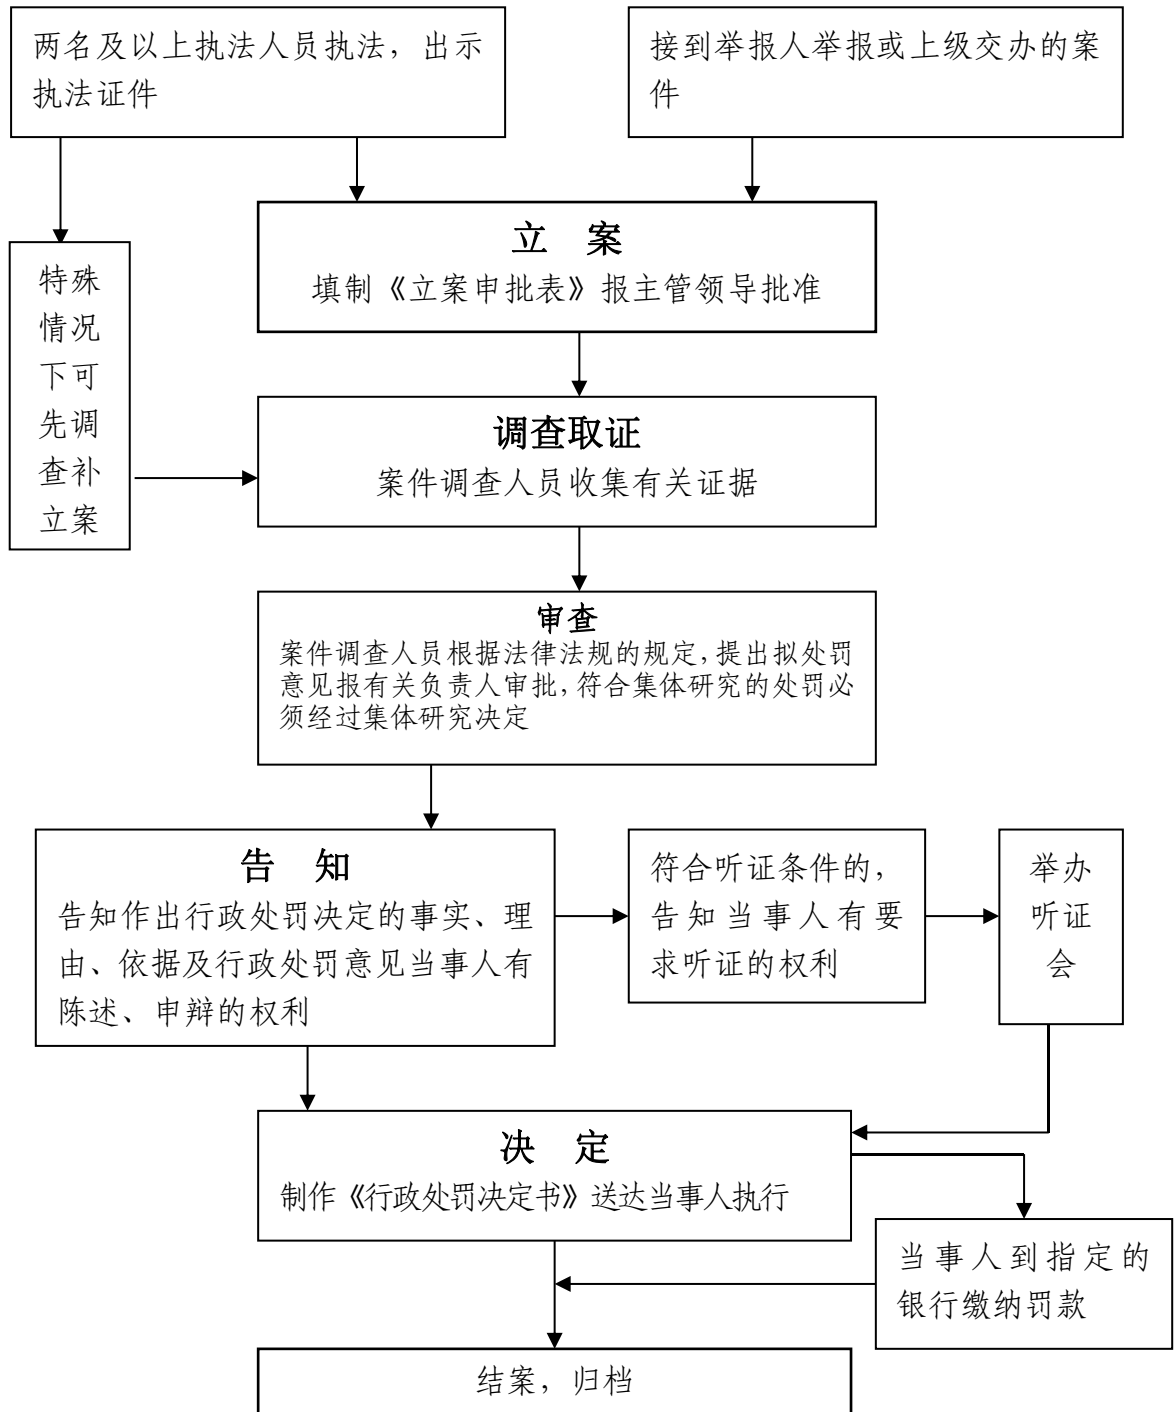 两名及以上执法人员执法，出示
执法证件
接到举报人举报或上级交办的案
件
立 案
填制《立案审批表》报主管领导批准
特殊
情况
下可
先调
查补
立案
调查取证
案件调查人员收集有关证据
审查
案件调查人员根据法律法规的规定，提出拟处罚
意见报有关负责人审批，符合集体研究的处罚必
须经过集体研究决定
告 知
告知作出行政处罚决定的事实、理
由、依据及行政处罚意见当事人有
陈述、申辩的权利
符合听证条件的，
告知当事人有要
求听证的权利
举办
听证
会
决 定
制作《行政处罚决定书》送达当事人执行
当事人到指定的
银行缴纳罚款
结案，归档